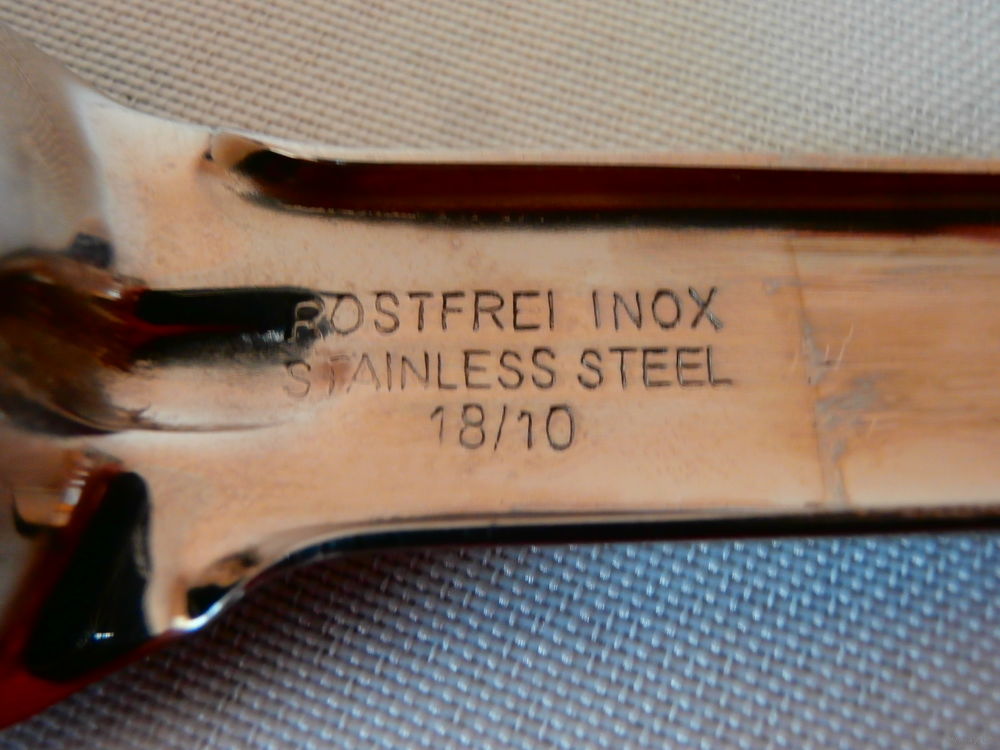 ROSTFREI INOX
STAINLESS STEEL
18/10